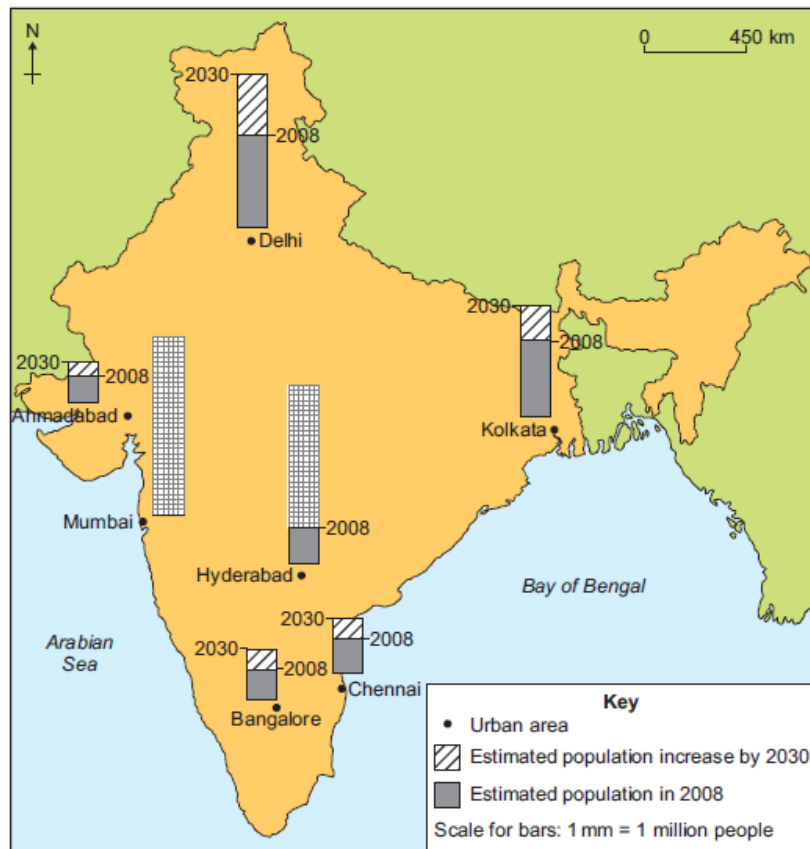 N
0 450 km
2030
2008
Delhi
2030
2008
Kolkata
2030
2008
Ahmadabad
Mumbai
2008
Hyderabad
Bay of Bengal
Arabian
Sea
2030
2008
Chennai
2030
2008
Bangalore
Key
Urban area
Estimated population increase by 2030
Estimated population in 2008
Scale for bars: 1 mm = 1 million people